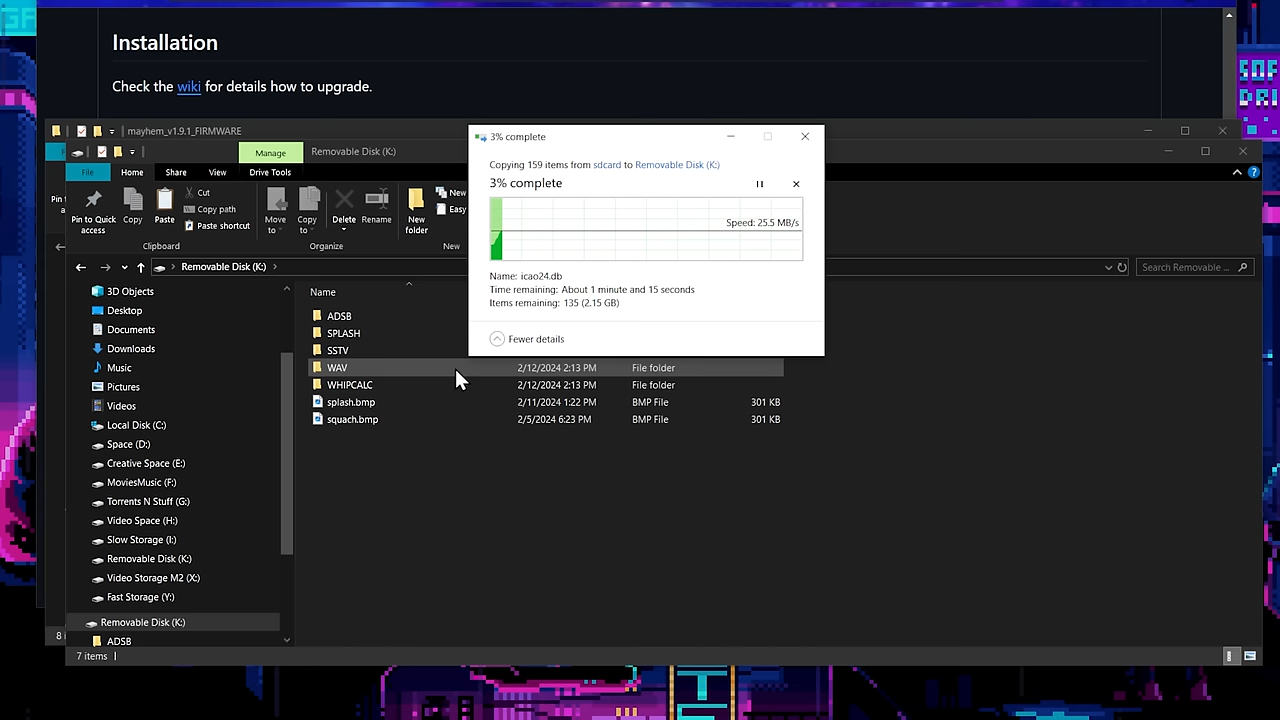 Installation
Check the wiki for details how to upgrade.
mayhem_v1.9.1_FIRMWARE
Manage
Removable Disk (K:)
File
Home
Share
View
Drive Tools
Pin to Quick access
Copy
Paste
Cut
Copy path
Paste shortcut
Clipboard
Move to
Copy to
Delete
Rename
Organize
New folder
New
Easy
New
Removable Disk (K:)
Search Removable ...
3% complete
Copying 159 items from sdcard to Removable Disk (K:)
3% complete
Speed: 25.5 MB/s
Name: icao24.db
Time remaining: About 1 minute and 15 seconds
Items remaining: 135 (2.15 GB)
Fewer details
3D Objects
Desktop
Documents
Downloads
Music
Pictures
Videos
Local Disk (C:)
Space (D:)
Creative Space (E:)
MoviesMusic (F:)
Torrents N Stuff (G:)
Video Space (H:)
Slow Storage (I:)
Removable Disk (K:)
Video Storage M2 (X:)
Fast Storage (Y:)
Removable Disk (K:)
ADSB
Name
ADSB
SPLASH
SSTV
WAV 2/12/2024 2:13 PM File folder
WHIPCALC 2/12/2024 2:13 PM File folder
splash.bmp 2/11/2024 1:22 PM BMP File 301 KB
squach.bmp 2/5/2024 6:23 PM BMP File 301 KB
7 items